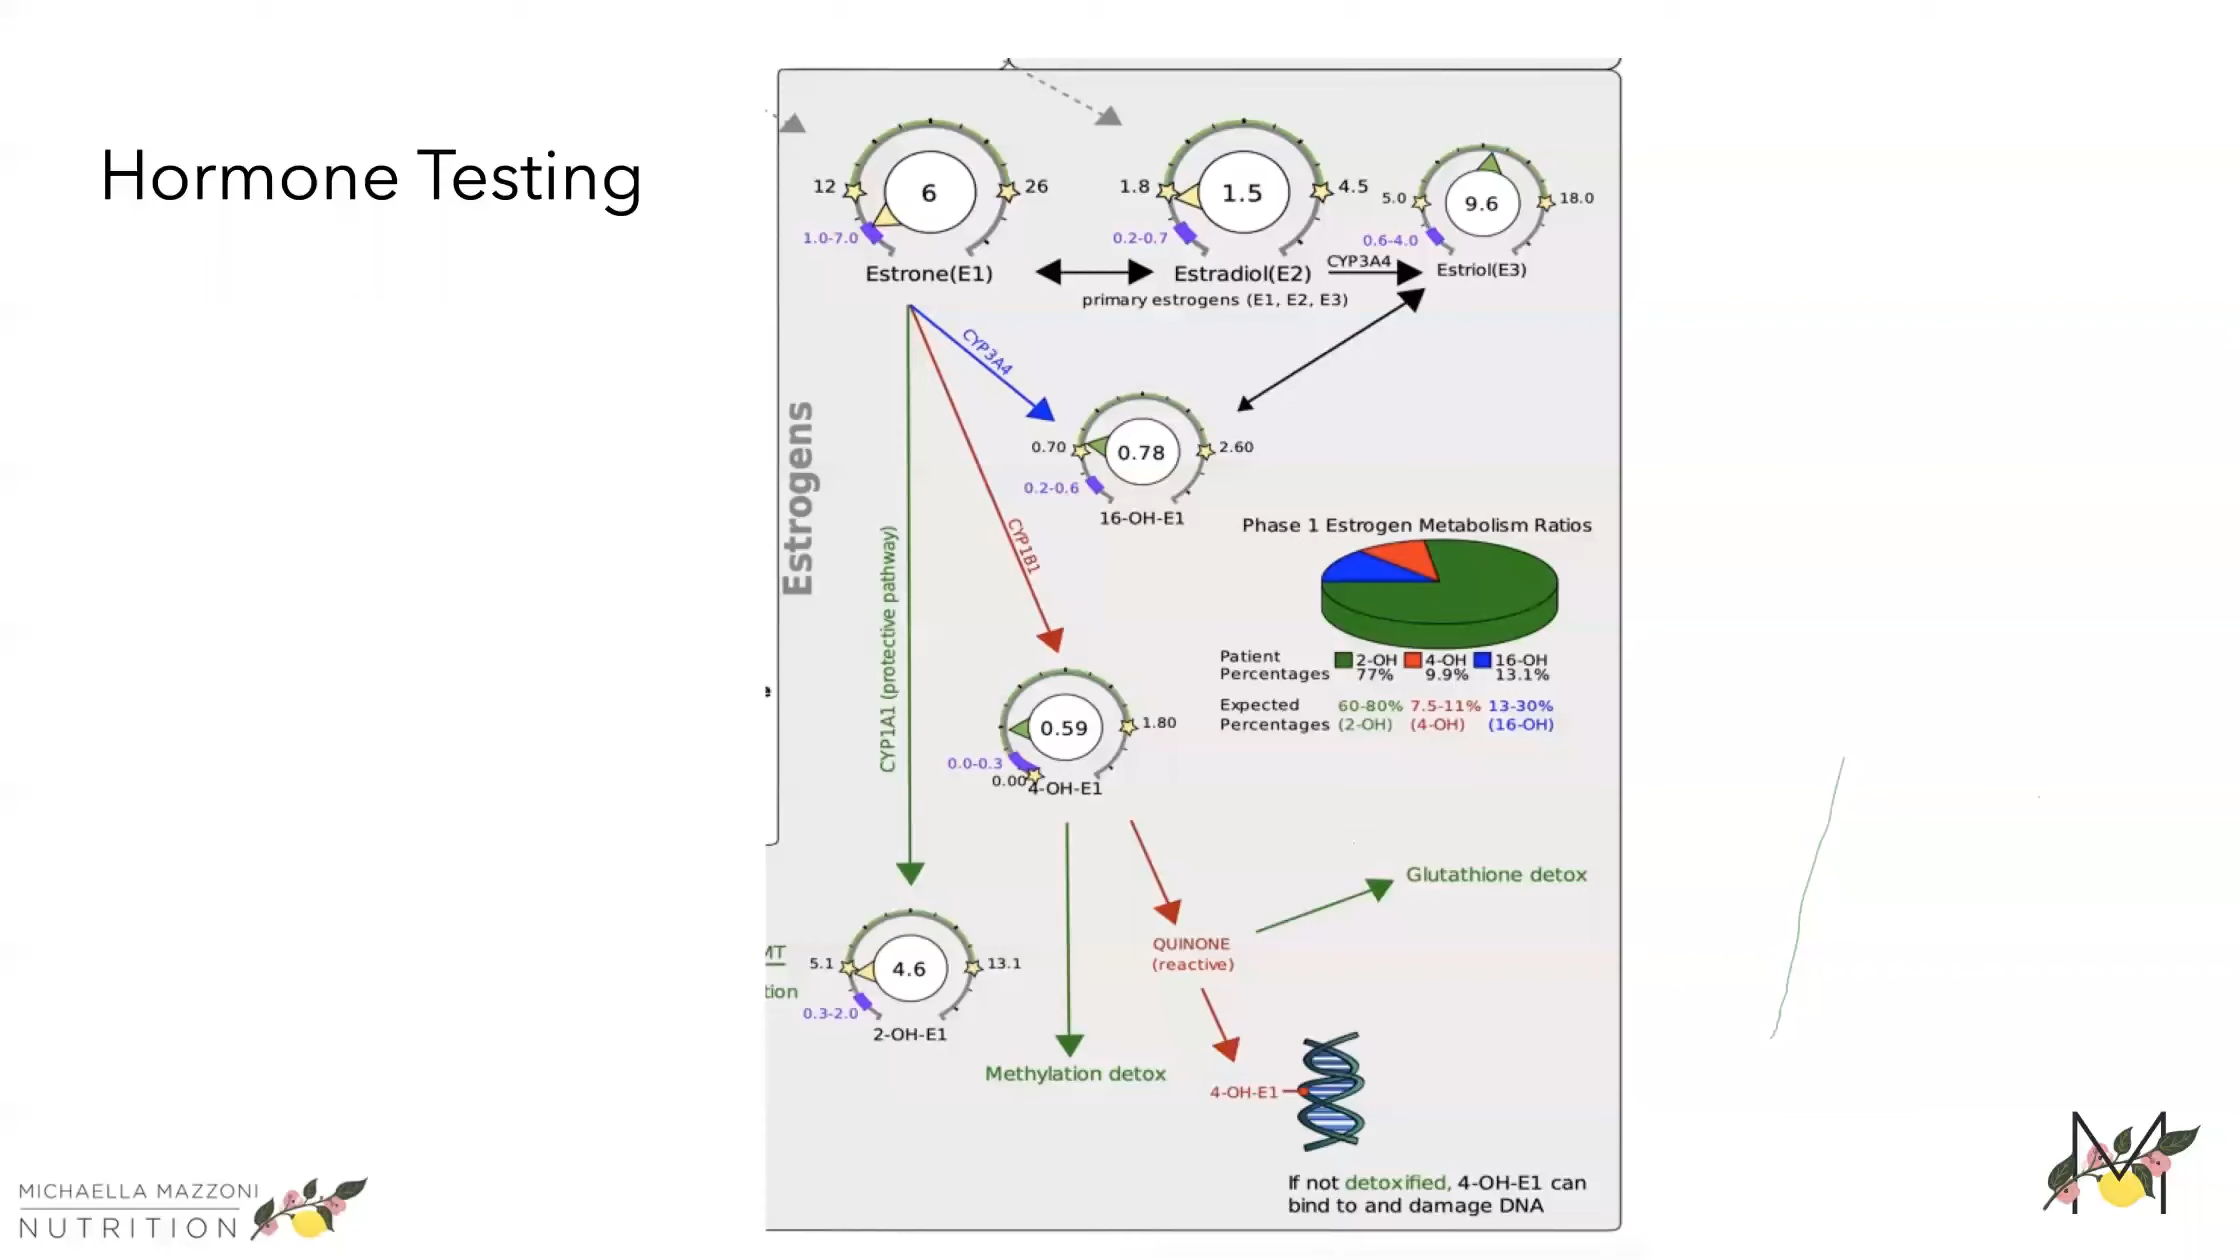 Hormone Testing
12
6
26
1.0-7.0
Estrone(E1)
1.8
1.5
4.5
0.2-0.7
Estradiol(E2)
CYP3A4
5.0
9.6
18.0
0.6-4.0
Estriol(E3)
primary estrogens (E1, E2, E3)
CYP3A4
0.70
0.78
2.60
0.2-0.6
16-OH-E1
Estrogens
CYP1B1
CYP1A1 (protective pathway)
Phase 1 Estrogen Metabolism Ratios
Patient
Percentages
2-OH 4-OH 16-OH
77% 9.9% 13.1%
Expected
Percentages
60-80% 7.5-11% 13-30%
(2-OH) (4-OH) (16-OH)
0.59
1.80
0.0-0.3
0.00
4-OH-E1
Glutathione detox
QUINONE
(reactive)
5.1
4.6
13.1
0.3-2.0
2-OH-E1
Methylation detox
4-OH-E1
If not detoxified, 4-OH-E1 can
bind to and damage DNA
MICHAELLA MAZZONI
NUTRITION
M